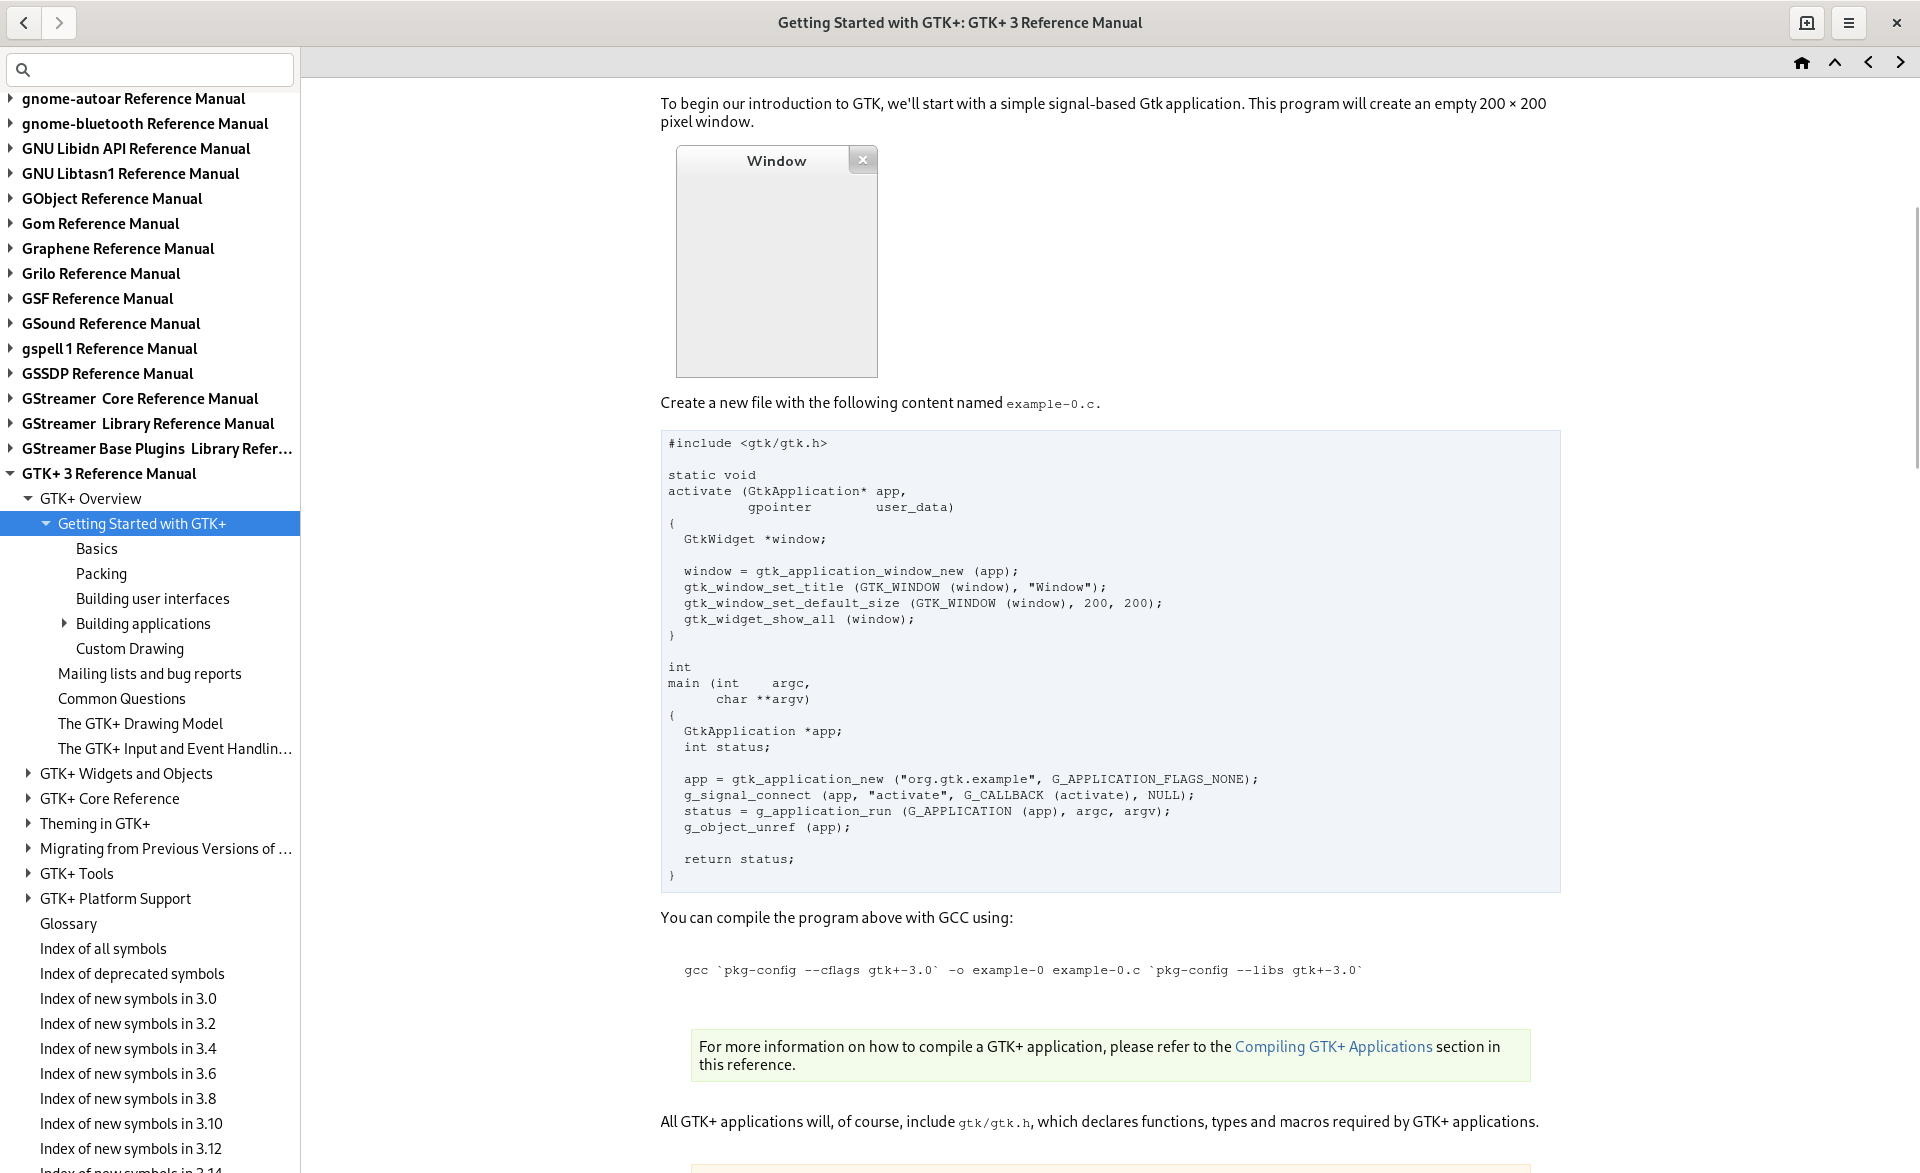 Getting Started with GTK+: GTK+ 3 Reference Manual
gnome-autoar Reference Manual
gnome-bluetooth Reference Manual
GNU Libidn API Reference Manual
GNU Libtasn1 Reference Manual
GObject Reference Manual
Gom Reference Manual
Graphene Reference Manual
Grilo Reference Manual
GSF Reference Manual
GSound Reference Manual
gspell 1 Reference Manual
GSSDP Reference Manual
GStreamer  Core Reference Manual
GStreamer  Library Reference Manual
GStreamer Base Plugins  Library Refer…
GTK+ 3 Reference Manual
GTK+ Overview
Getting Started with GTK+
Basics
Packing
Building user interfaces
Building applications
Custom Drawing
Mailing lists and bug reports
Common Questions
The GTK+ Drawing Model
The GTK+ Input and Event Handlin…
GTK+ Widgets and Objects
GTK+ Core Reference
Theming in GTK+
Migrating from Previous Versions of …
GTK+ Tools
GTK+ Platform Support
Glossary
Index of all symbols
Index of deprecated symbols
Index of new symbols in 3.0
Index of new symbols in 3.2
Index of new symbols in 3.4
Index of new symbols in 3.6
Index of new symbols in 3.8
Index of new symbols in 3.10
Index of new symbols in 3.12
Index of new symbols in 3.14
To begin our introduction to GTK, we'll start with a simple signal-based Gtk application. This program will create an empty 200 × 200
pixel window.
Window
Create a new file with the following content named example-0.c.
#include <gtk/gtk.h>
static void
activate (GtkApplication* app,
          gpointer        user_data)
{
  GtkWidget *window;
  window = gtk_application_window_new (app);
  gtk_window_set_title (GTK_WINDOW (window), "Window");
  gtk_window_set_default_size (GTK_WINDOW (window), 200, 200);
  gtk_widget_show_all (window);
}
int
main (int    argc,
      char **argv)
{
  GtkApplication *app;
  int status;
  app = gtk_application_new ("org.gtk.example", G_APPLICATION_FLAGS_NONE);
  g_signal_connect (app, "activate", G_CALLBACK (activate), NULL);
  status = g_application_run (G_APPLICATION (app), argc, argv);
  g_object_unref (app);
  return status;
}
You can compile the program above with GCC using:
gcc `pkg-config --cflags gtk+-3.0` -o example-0 example-0.c `pkg-config --libs gtk+-3.0`
For more information on how to compile a GTK+ application, please refer to the Compiling GTK+ Applications section in
this reference.
All GTK+ applications will, of course, include gtk/gtk.h, which declares functions, types and macros required by GTK+ applications.